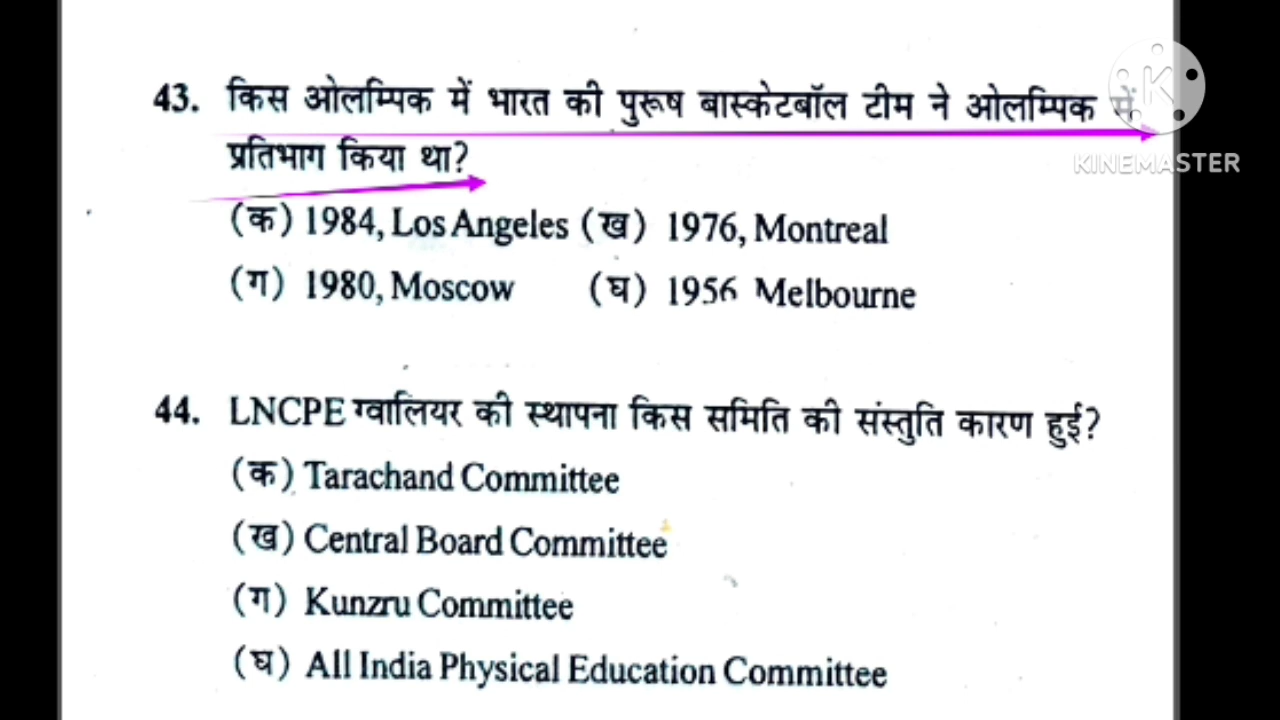 43. किस ओलम्पिक में भारत की पुरूष बास्केटबॉल टीम ने ओलम्पिक में
प्रतिभाग किया था?
(क) 1984, Los Angeles (ख) 1976, Montreal
(ग) 1980, Moscow (घ) 1956 Melbourne
44. LNCPE ग्वालियर की स्थापना किस समिति की संस्तुति कारण हुई?
(क) Tarachand Committee
(ख) Central Board Committee
(ग) Kunzru Committee
(घ) All India Physical Education Committee
K
KINEMASTER